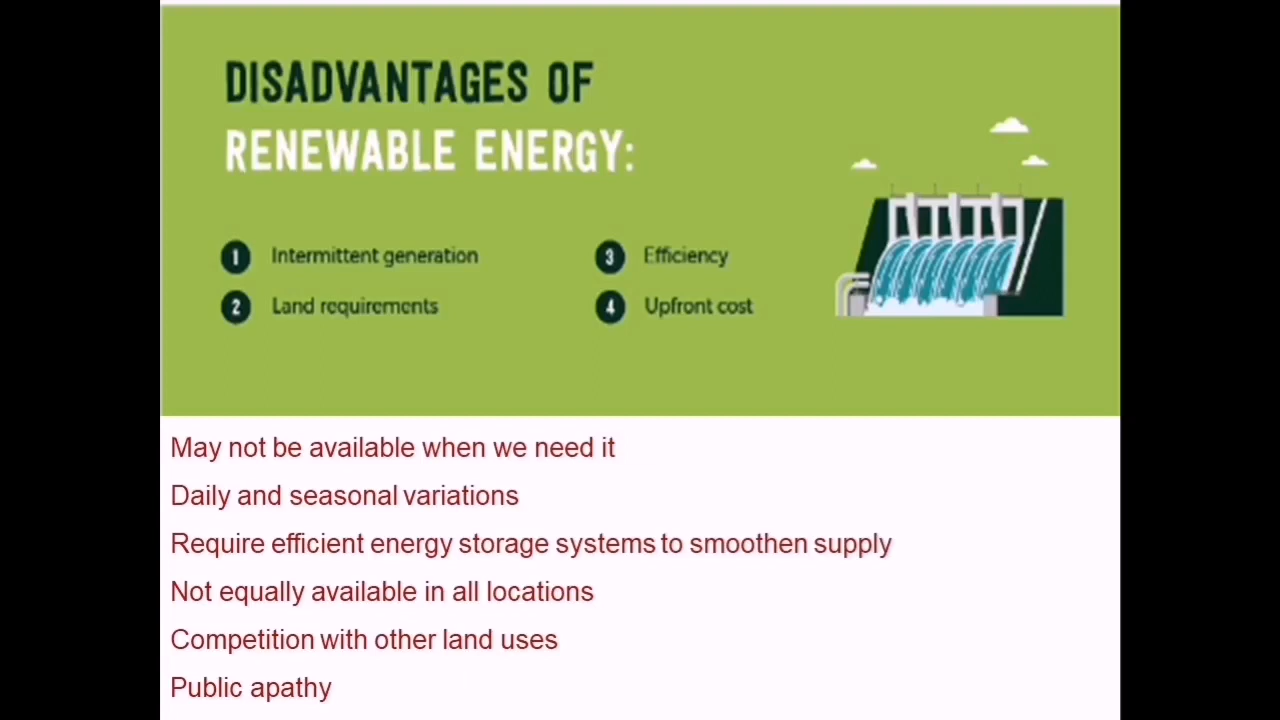 DISADVANTAGES OF
RENEWABLE ENERGY:
1 Intermittent generation
2 Land requirements
3 Efficiency
4 Upfront cost
May not be available when we need it
Daily and seasonal variations
Require efficient energy storage systems to smoothen supply
Not equally available in all locations
Competition with other land uses
Public apathy